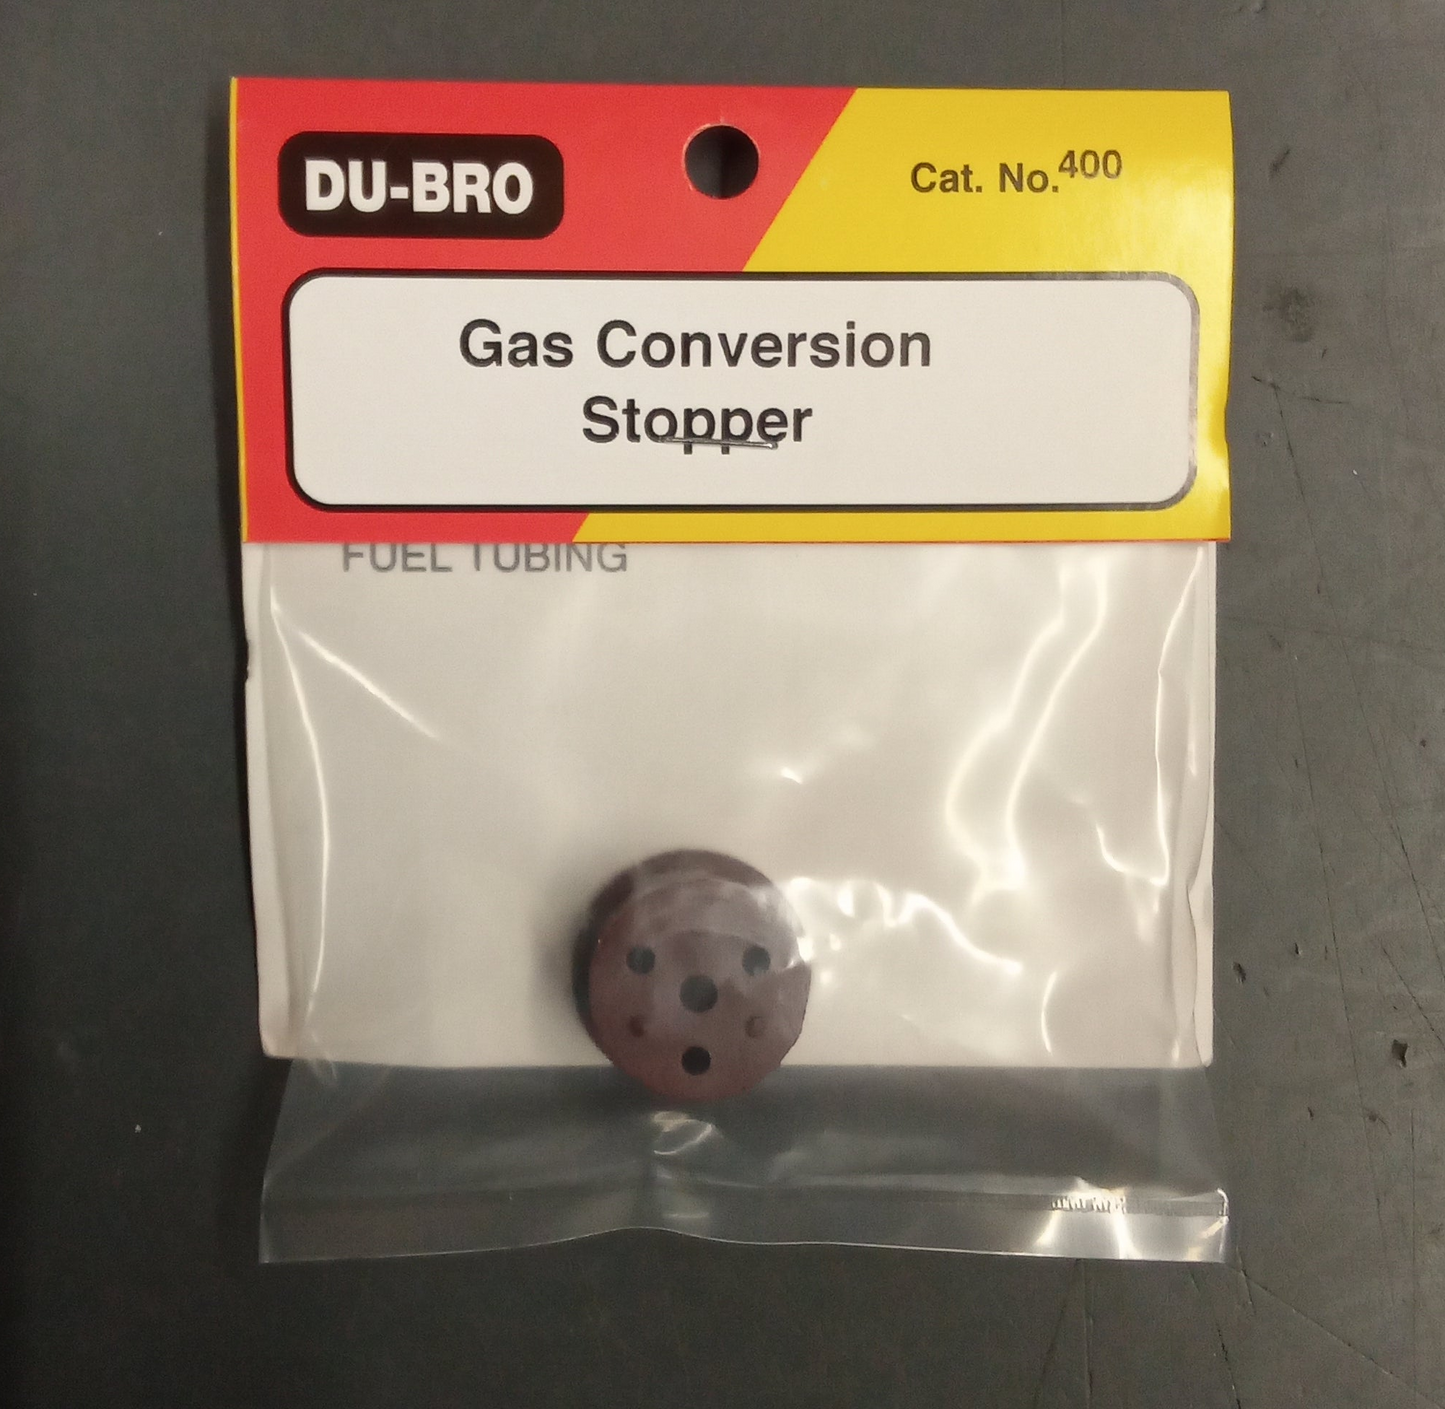 DU-BRO
Cat. No.400
Gas Conversion
Stopper
FUEL TUBING